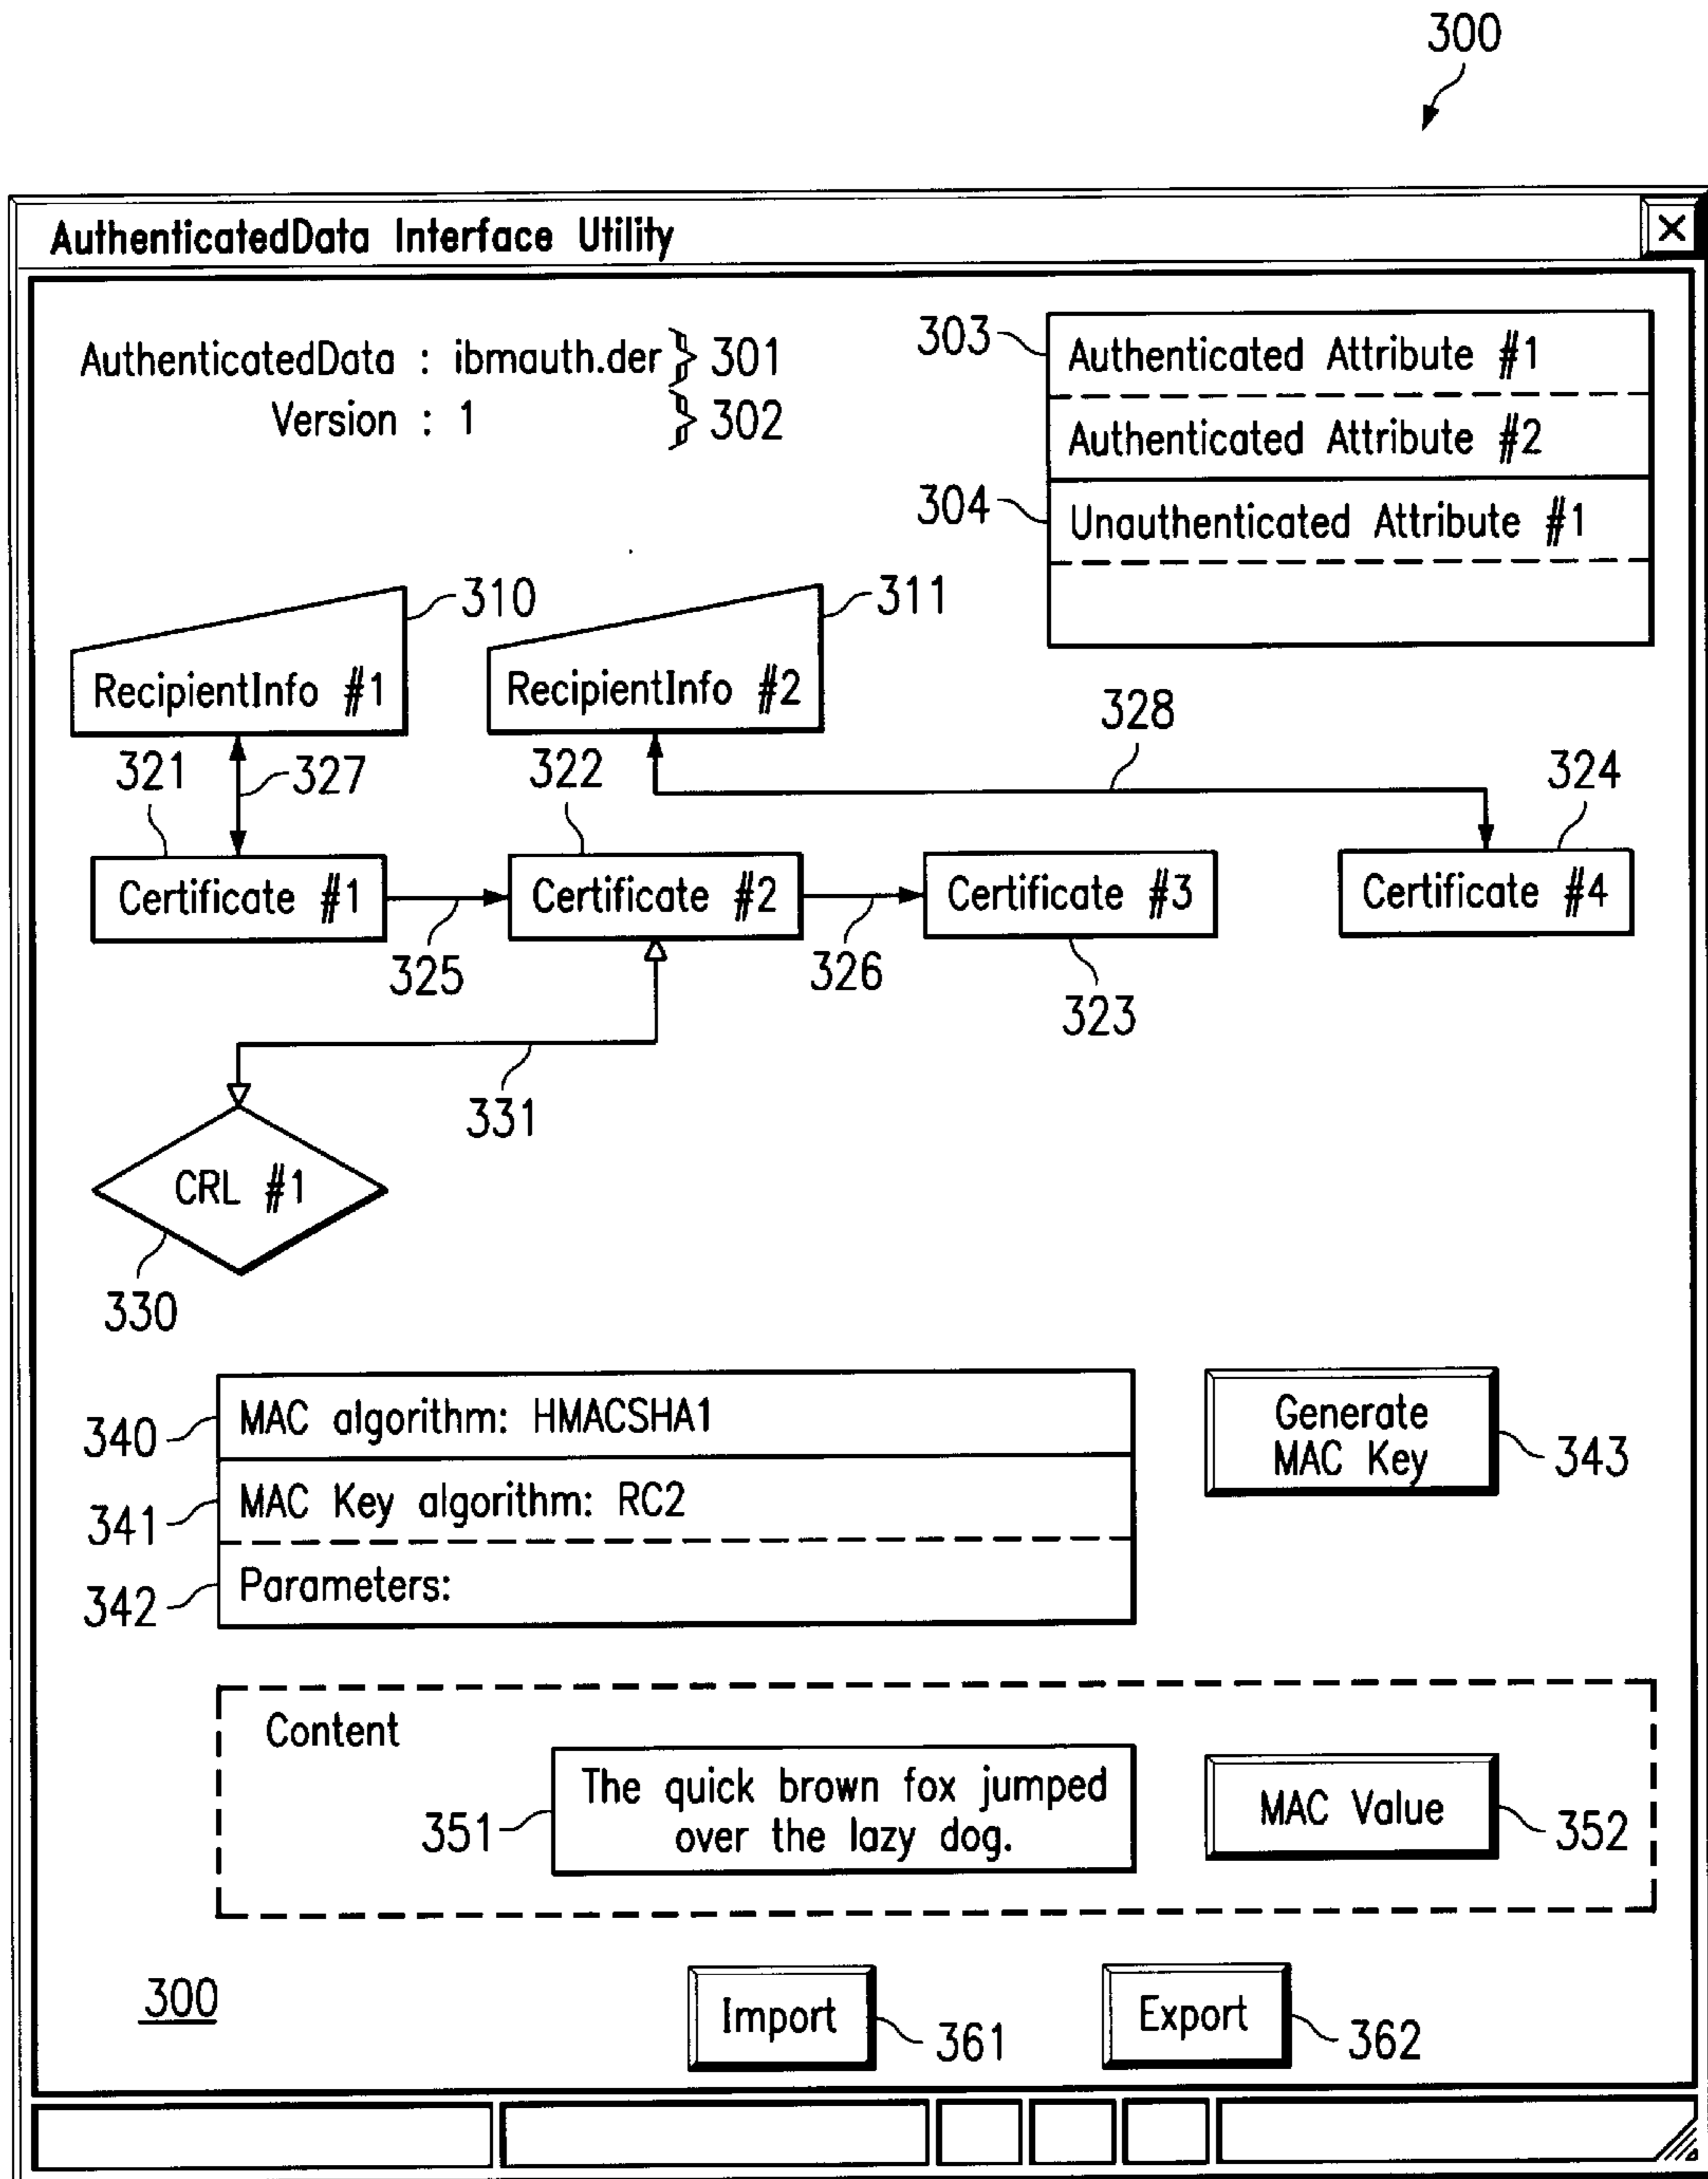 300
AuthenticatedData Interface Utility
AuthenticatedData : ibmauth.der 301
Version : 1 302
303 Authenticated Attribute #1
Authenticated Attribute #2
304 Unauthenticated Attribute #1
310
311
RecipientInfo #1
RecipientInfo #2
328
321
327
322
324
Certificate #1
Certificate #2
Certificate #3
Certificate #4
325
326
323
331
CRL #1
330
340 MAC algorithm: HMACSHA1
341 MAC Key algorithm: RC2
342 Parameters:
Generate
MAC Key
343
Content
351
The quick brown fox jumped
over the lazy dog.
MAC Value
352
300
Import
361
Export
362